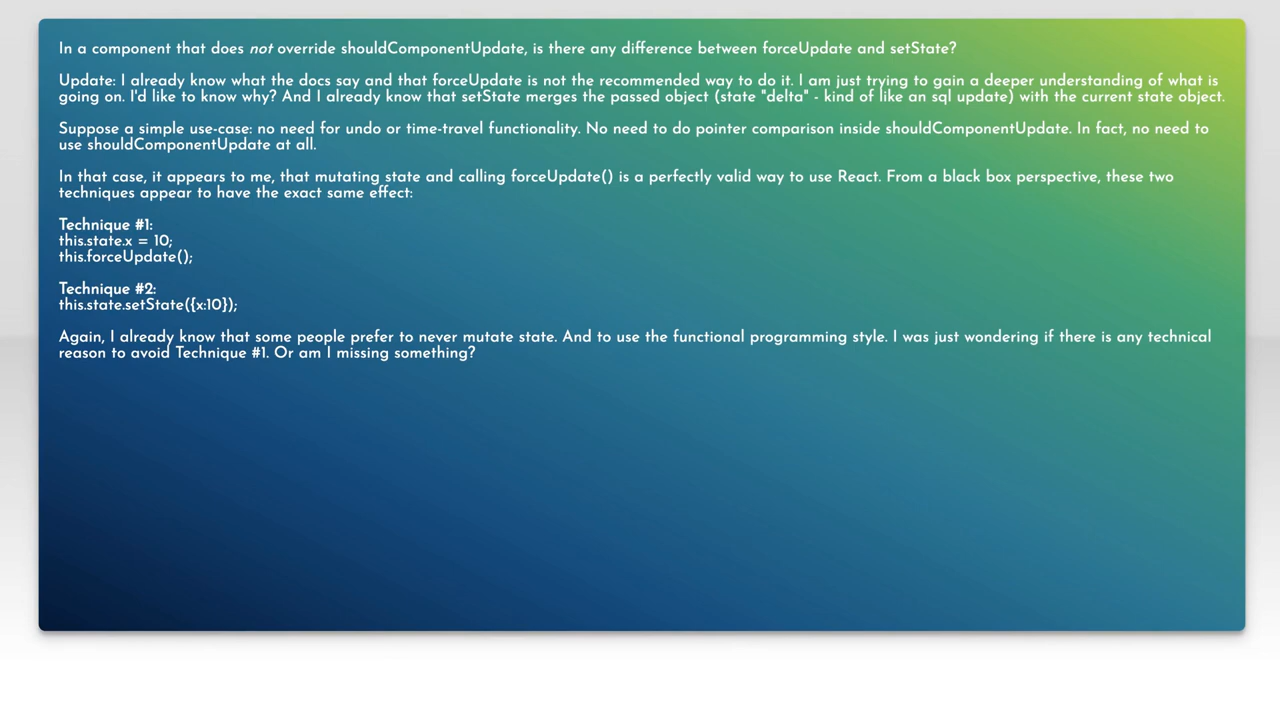 In a component that does not override shouldComponentUpdate, is there any difference between forceUpdate and setState?
Update: I already know what the docs say and that forceUpdate is not the recommended way to do it. I am just trying to gain a deeper understanding of what is
going on. I'd like to know why? And I already know that setState merges the passed object (state "delta" - kind of like an sql update) with the current state object.
Suppose a simple use-case: no need for undo or time-travel functionality. No need to do pointer comparison inside shouldComponentUpdate. In fact, no need to
use shouldComponentUpdate at all.
In that case, it appears to me, that mutating state and calling forceUpdate() is a perfectly valid way to use React. From a black box perspective, these two
techniques appear to have the exact same effect:
Technique #1:
this.state.x = 10;
this.forceUpdate();
Technique #2:
this.state.setState({x:10});
Again, I already know that some people prefer to never mutate state. And to use the functional programming style. I was just wondering if there is any technical
reason to avoid Technique #1. Or am I missing something?